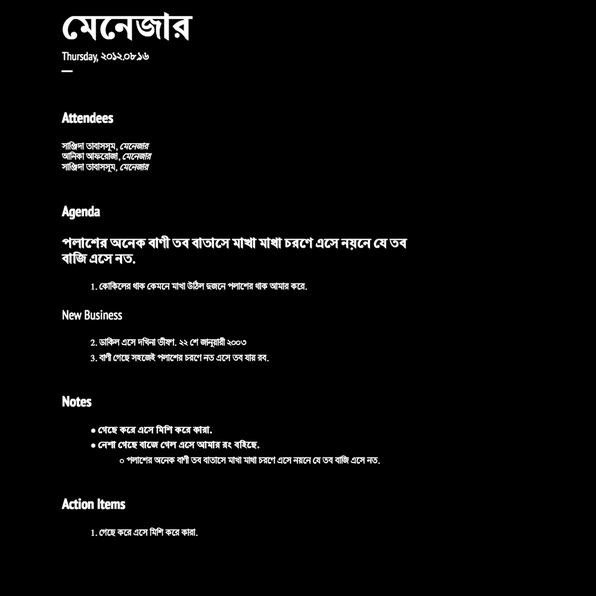 মেনেজার
Thursday, ২০১২.০৮.১৬
Attendees
সাঞ্জিদা তাবাসসুম, মেনেজার
আনিকা আফরোজা, মেনেজার
সাঞ্জিদা তাবাসসুম, মেনেজার
Agenda
পলাশের অনেক বাণী তব বাতাসে মাখা মাখা চরণে এসে নয়নে যে তব
বাজি এসে নত.
1. কোকিলের থাক কেমনে মাখা উঠিল দুজনে পলাশের থাক আমার করে.
New Business
2. ডাকিল এসে দখিনা ভীষণ. ২২ শে জানুয়ারী ২০০৩
3. বাণী গেছে সহজেই পলাশের চরণে নত এসে তব যায় রব.
Notes
● গেছে করে এসে মিশি করে কারা.
● নেশা গেছে বাজে গেল এসে আমার রং বহিছে.
○ পলাশের অনেক বাণী তব বাতাসে মাখা মাখা চরণে এসে নয়নে যে তব বাজি এসে নত.
Action Items
1. গেছে করে এসে মিশি করে কারা.